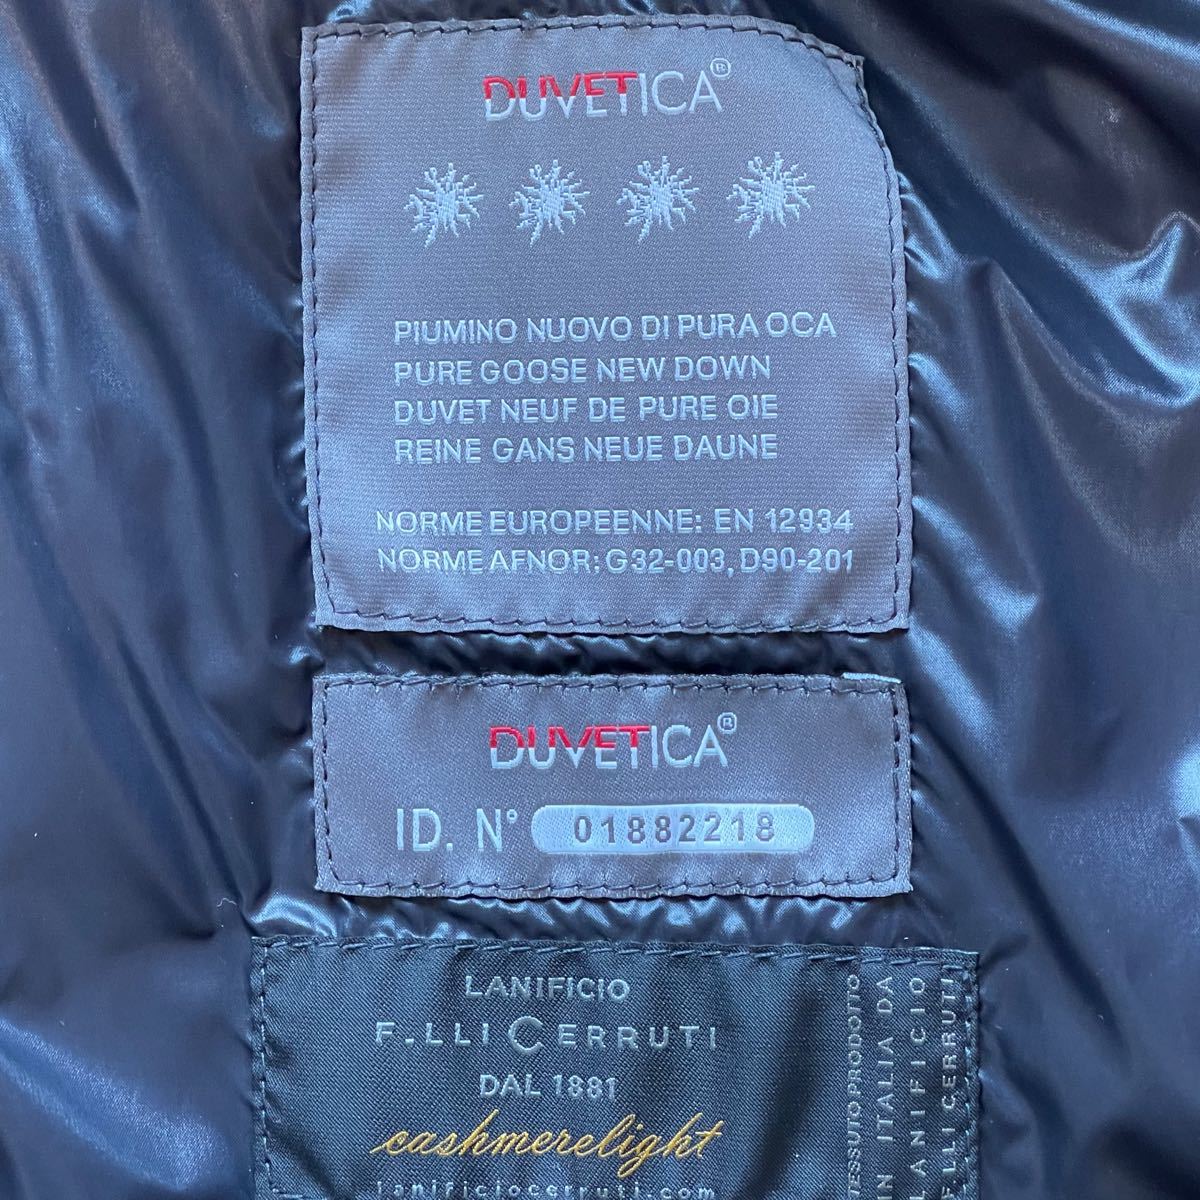 DUVETICA®
PIUMINO NUOVO DI PURA OCA
PURE GOOSE NEW DOWN
DUVET NEUF DE PURE OIE
REINE GANS NEUE DAUNE
NORME EUROPEENNE: EN 12934
NORME AFNOR: G32-003, D90-201
DUVETICA®
ID. N° 01882218
LANIFICIO
F.LLI CERRUTI
DAL 1881
cashmerelight
lanificiocerruti.com
TESSUTO PRODOTTO
IN ITALIA DA
LANIFICIO
F.LLI CERRUTI